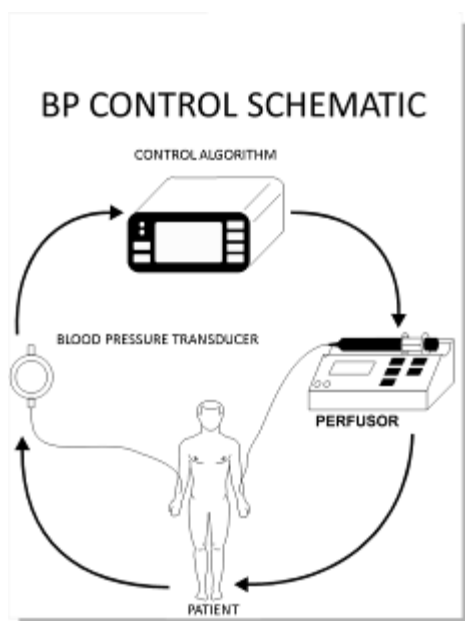 BP CONTROL SCHEMATIC
CONTROL ALGORITHM
BLOOD PRESSURE TRANSDUCER
PERFUSOR
PATIENT